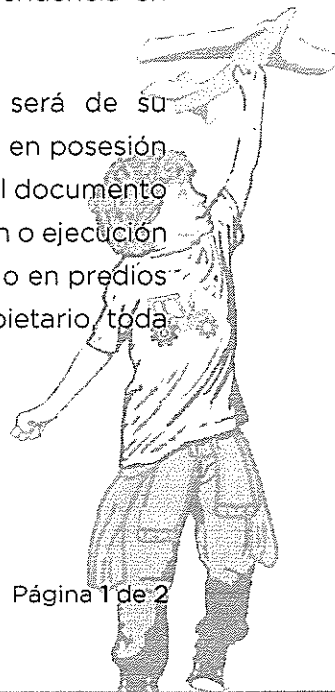 será de su
en posesión
l documento
n o ejecución
o en predios
pietario toda
Página 1 de 2